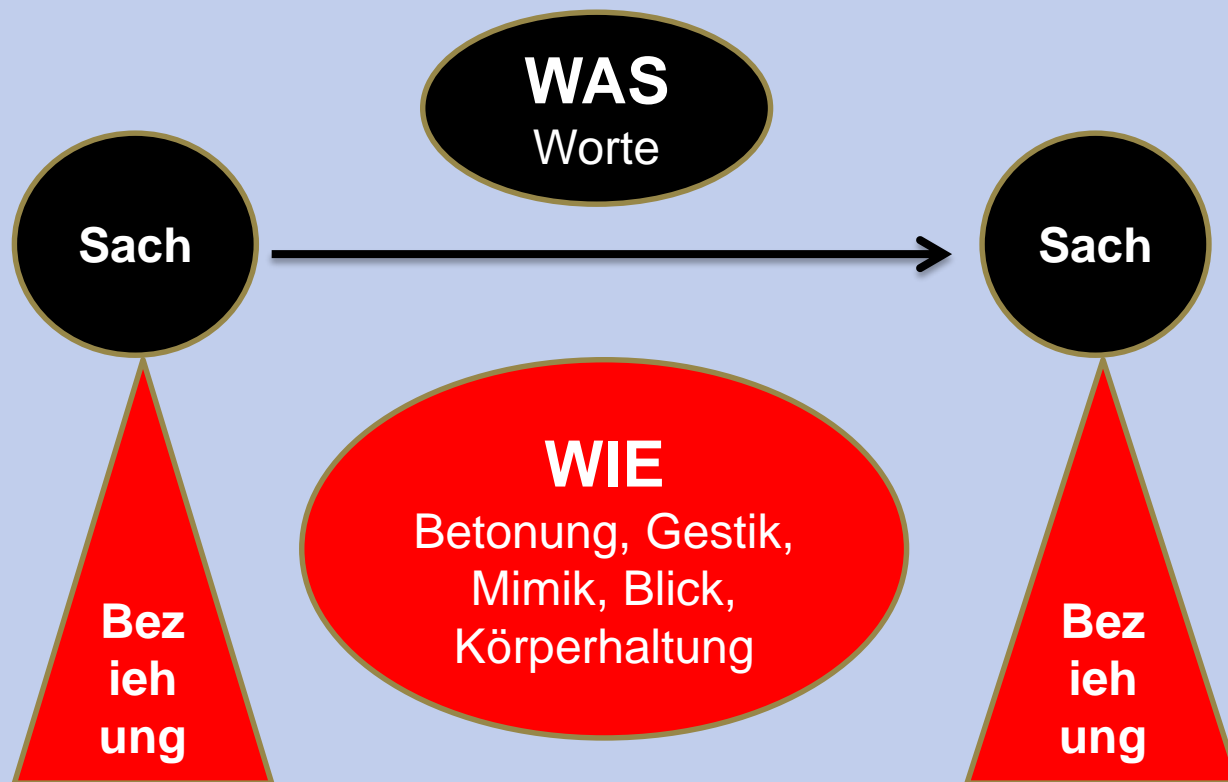 WAS
Worte
Sach
Sach
WIE
Betonung, Gestik,
Mimik, Blick,
Körperhaltung
Bez
ieh
ung
Bez
ieh
ung